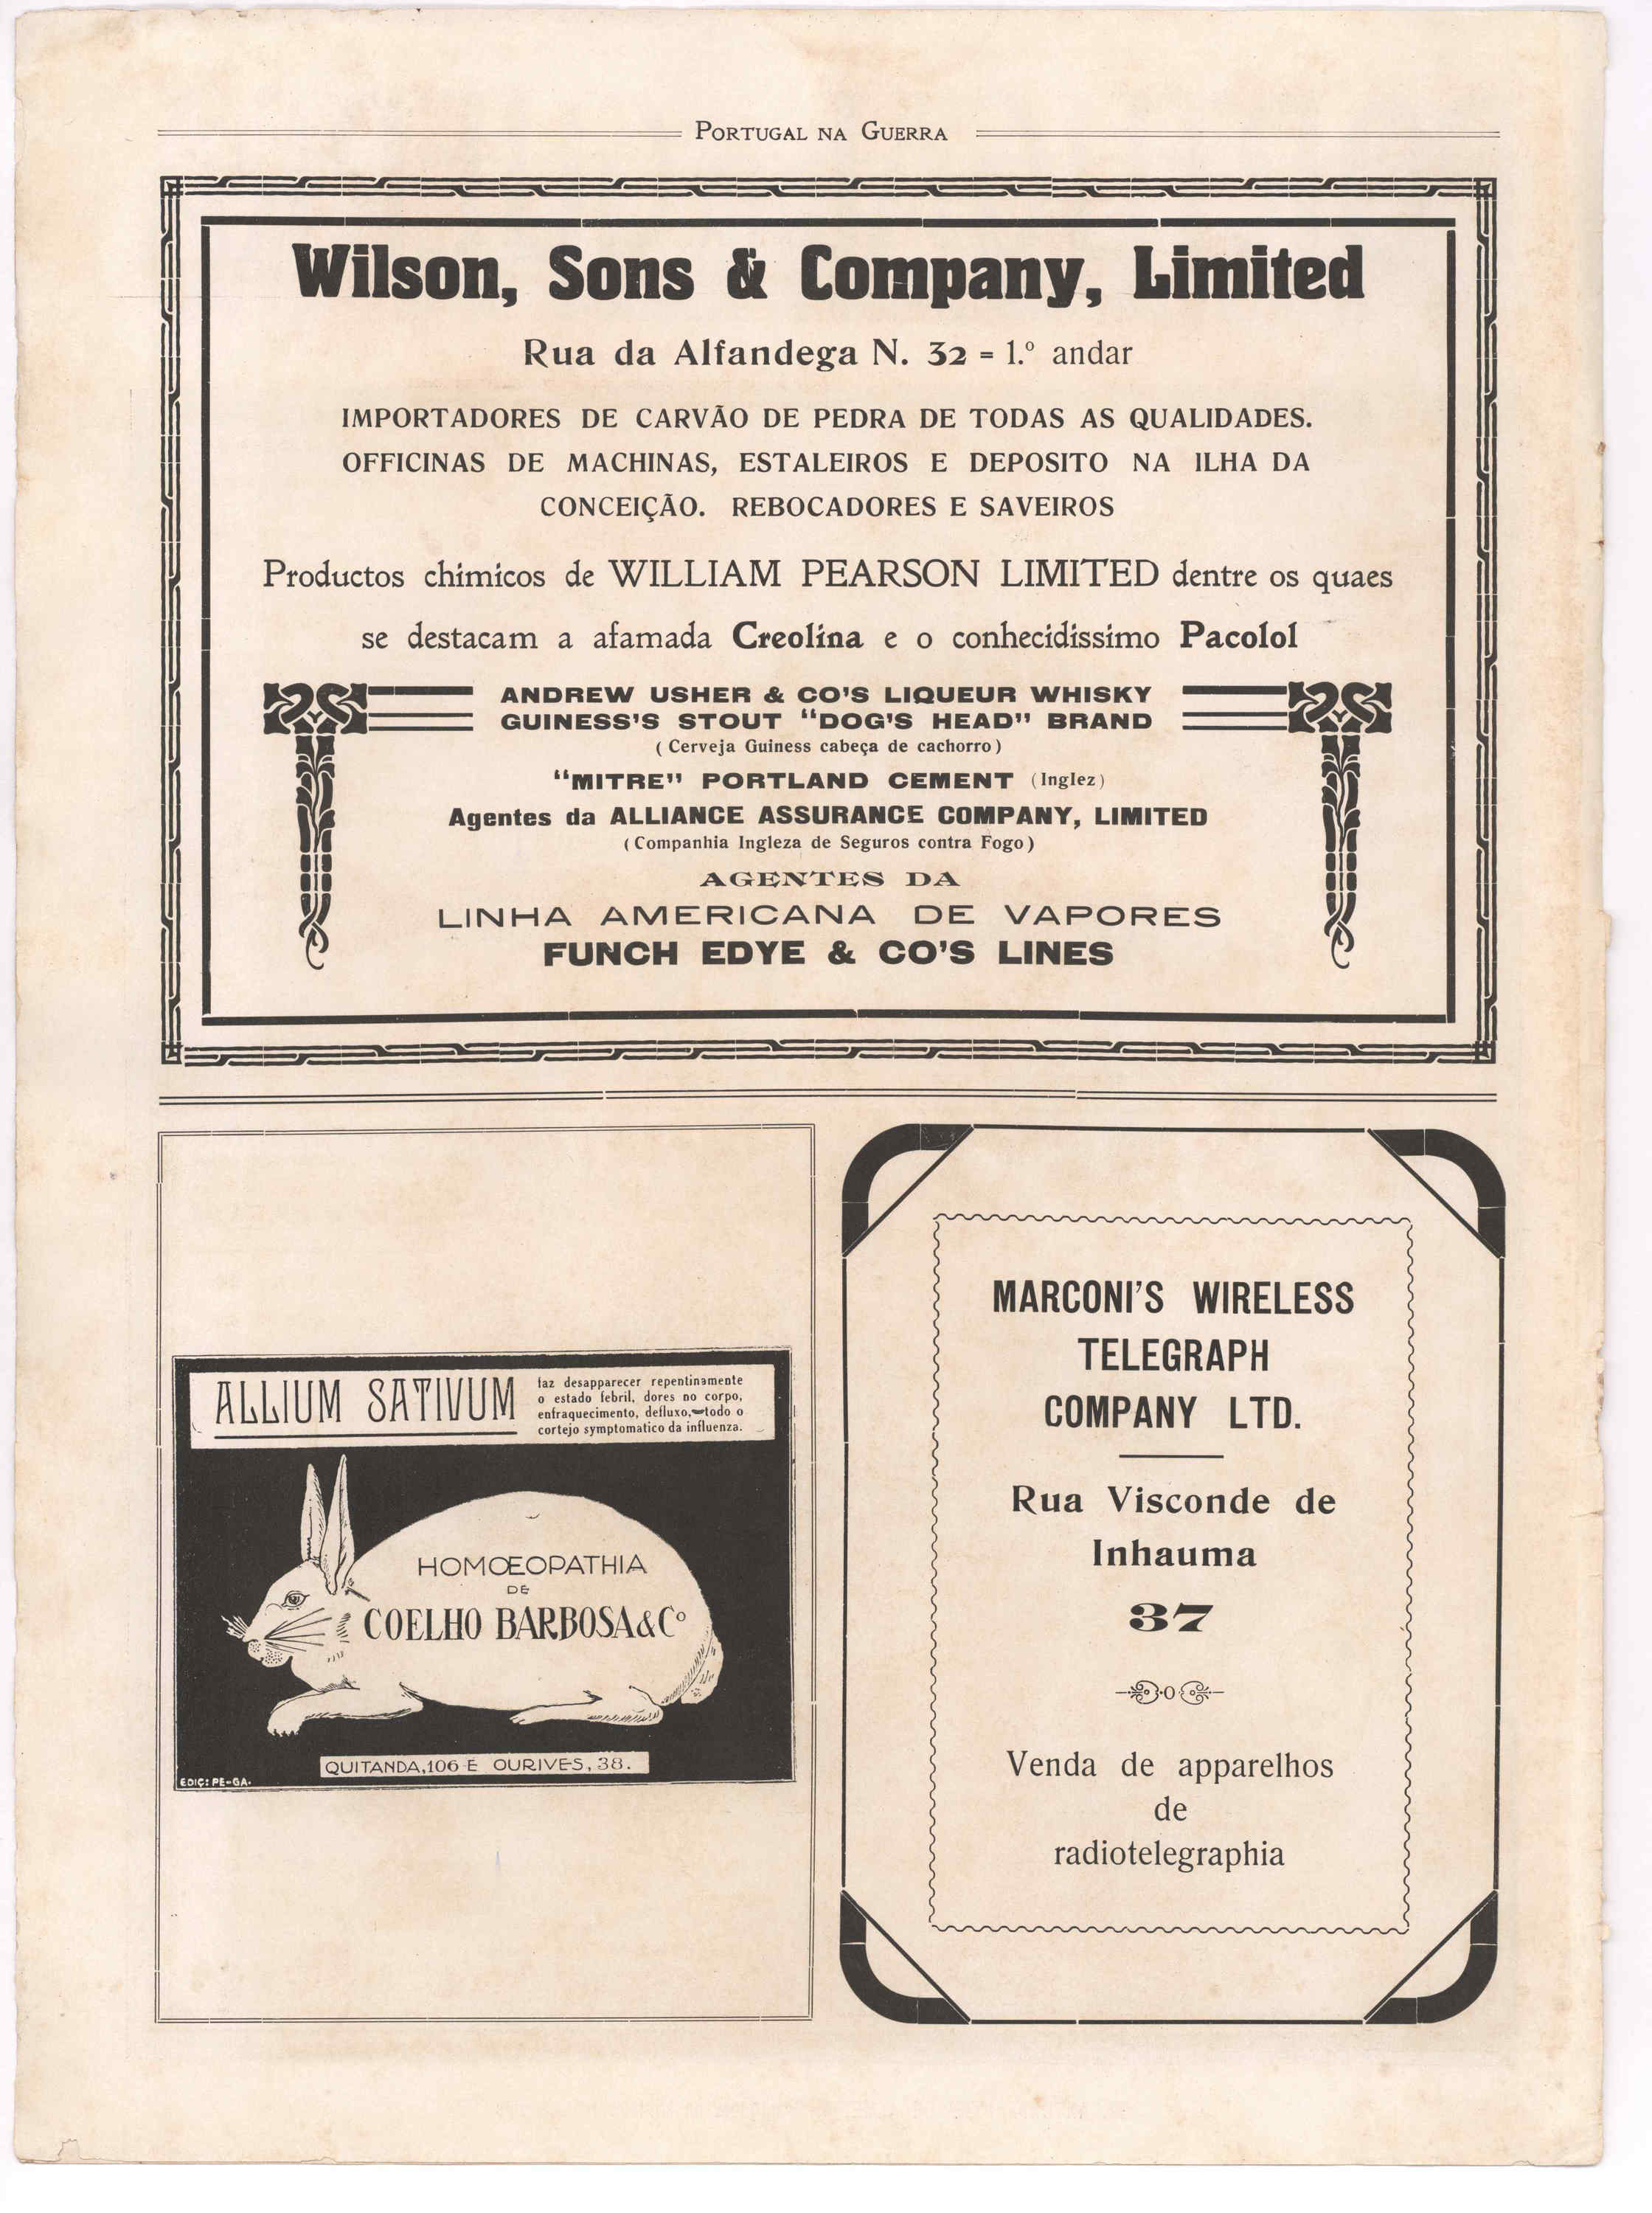 Portugal na Guerra
Wilson, Sons & Company, Limited
Rua da Alfandega N. 32 = 1.º andar
IMPORTADORES DE CARVÃO DE PEDRA DE TODAS AS QUALIDADES.
OFFICINAS DE MACHINAS, ESTALEIROS E DEPOSITO NA ILHA DA
CONCEIÇÃO. REBOCADORES E SAVEIROS
Productos chimicos de WILLIAM PEARSON LIMITED dentre os quaes
se destacam a afamada Creolina e o conhecidissimo Pacolol
ANDREW USHER & CO'S LIQUEUR WHISKY
GUINESS'S STOUT "DOG'S HEAD" BRAND
( Cerveja Guiness cabeça de cachorro )
"MITRE" PORTLAND CEMENT (Inglez)
Agentes da ALLIANCE ASSURANCE COMPANY, LIMITED
( Companhia Ingleza de Seguros contra Fogo )
AGENTES DA
LINHA AMERICANA DE VAPORES
FUNCH EDYE & CO'S LINES
ALLIUM SATIVUM
faz desapparecer repentinamente
o estado febril, dores no corpo,
enfraquecimento, defluxo,—todo o
cortejo symptomatico da influenza.
HOMŒOPATHIA
DE
COELHO BARBOSA & Cº
QUITANDA, 106 E OURIVES, 38.
EDIÇ: PE-GA.
MARCONI'S WIRELESS
TELEGRAPH
COMPANY LTD.
Rua Visconde de
Inhauma
37
Venda de apparelhos
de
radiotelegraphia